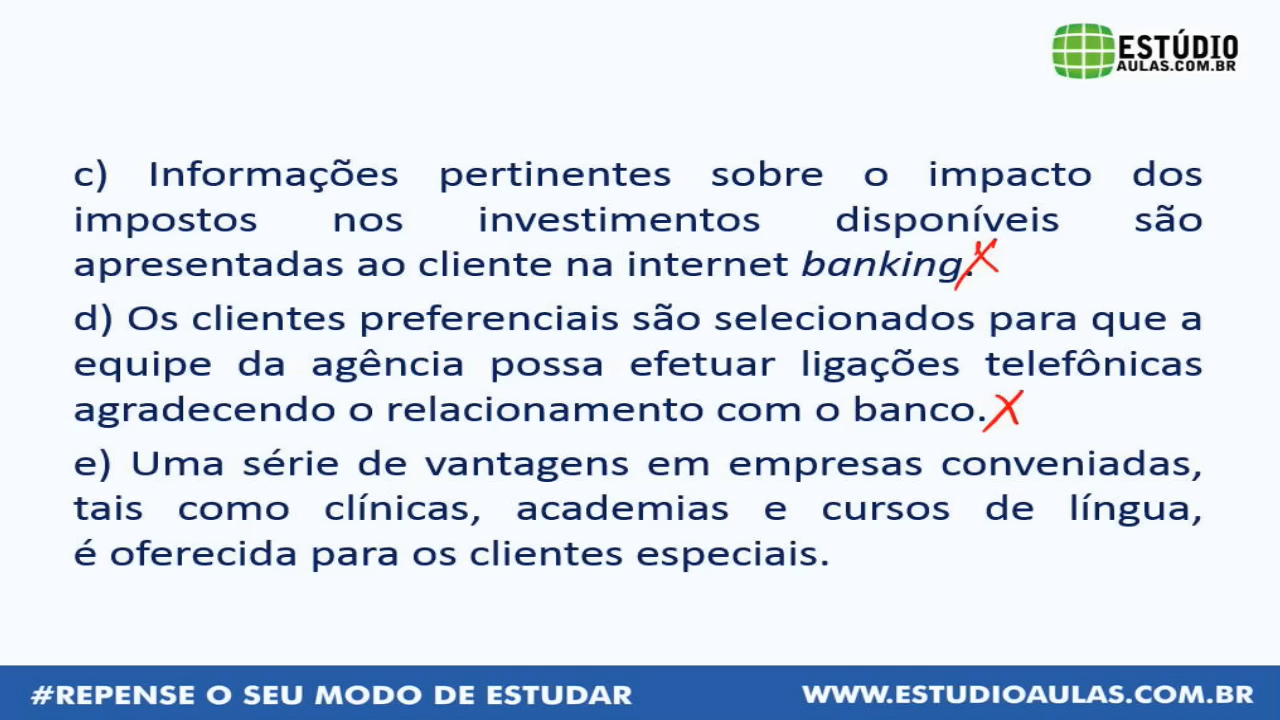 ESTÚDIO
AULAS.COM.BR
c) Informações pertinentes sobre o impacto dos
impostos nos investimentos disponíveis são
apresentadas ao cliente na internet banking.
d) Os clientes preferenciais são selecionados para que a
equipe da agência possa efetuar ligações telefônicas
agradecendo o relacionamento com o banco.
e) Uma série de vantagens em empresas conveniadas,
tais como clínicas, academias e cursos de língua,
é oferecida para os clientes especiais.
#REPENSE O SEU MODO DE ESTUDAR
WWW.ESTUDIOAULAS.COM.BR